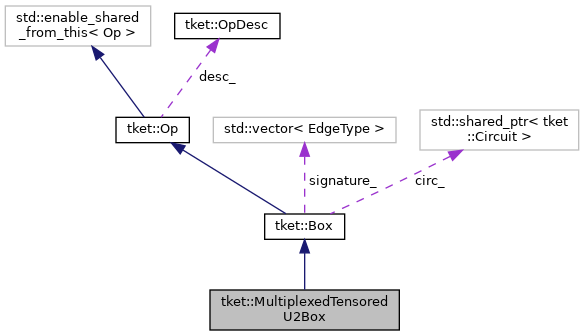 std::enable_shared
_from_this< Op >
tket::OpDesc
desc_
tket::Op
std::vector< EdgeType >
std::shared_ptr< tket
::Circuit >
signature_
circ_
tket::Box
tket::MultiplexedTensored
U2Box